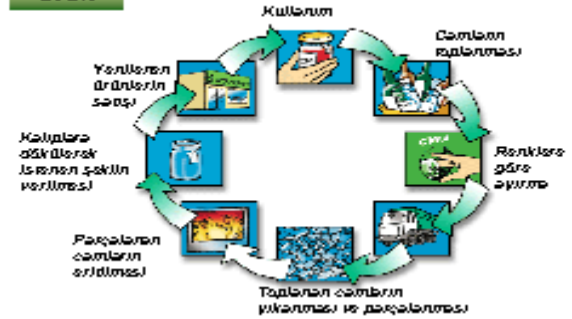 Kullanım
Camların
toplanması
Renklere
göre
ayırma
Toplanan camların
yıkanması ve parçalanması
Parçalanan
camların
eritilmesi
Kalıplara
dökülerek
istenen şeklin
verilmesi
Yenilenen
ürünlerin
satışı